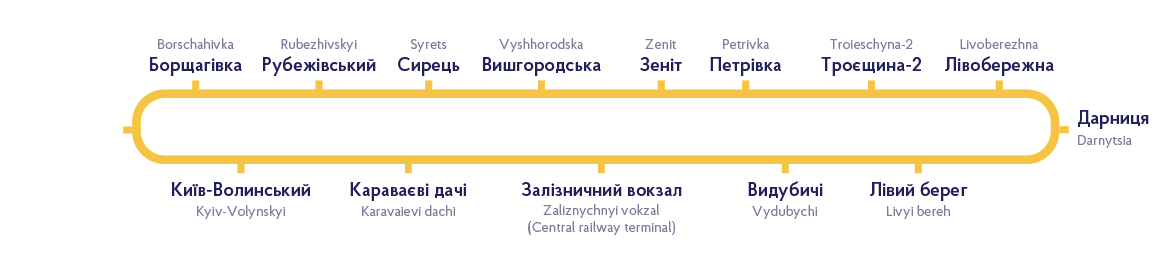 Borschahivka
Борщагівка
Rubezhivskyi
Рубежівський
Syrets
Сирець
Vyshhorodska
Вишгородська
Zenit
Зеніт
Petrivka
Петрівка
Troieschyna-2
Троєщина-2
Livoberezhna
Лівобережна
Дарниця
Darnytsia
Київ-Волинський
Kyiv-Volynskyi
Караваєві дачі
Karavaievi dachi
Залізничний вокзал
Zaliznychnyi vokzal
(Central railway terminal)
Видубичі
Vydubychi
Лівий берег
Livyi bereh